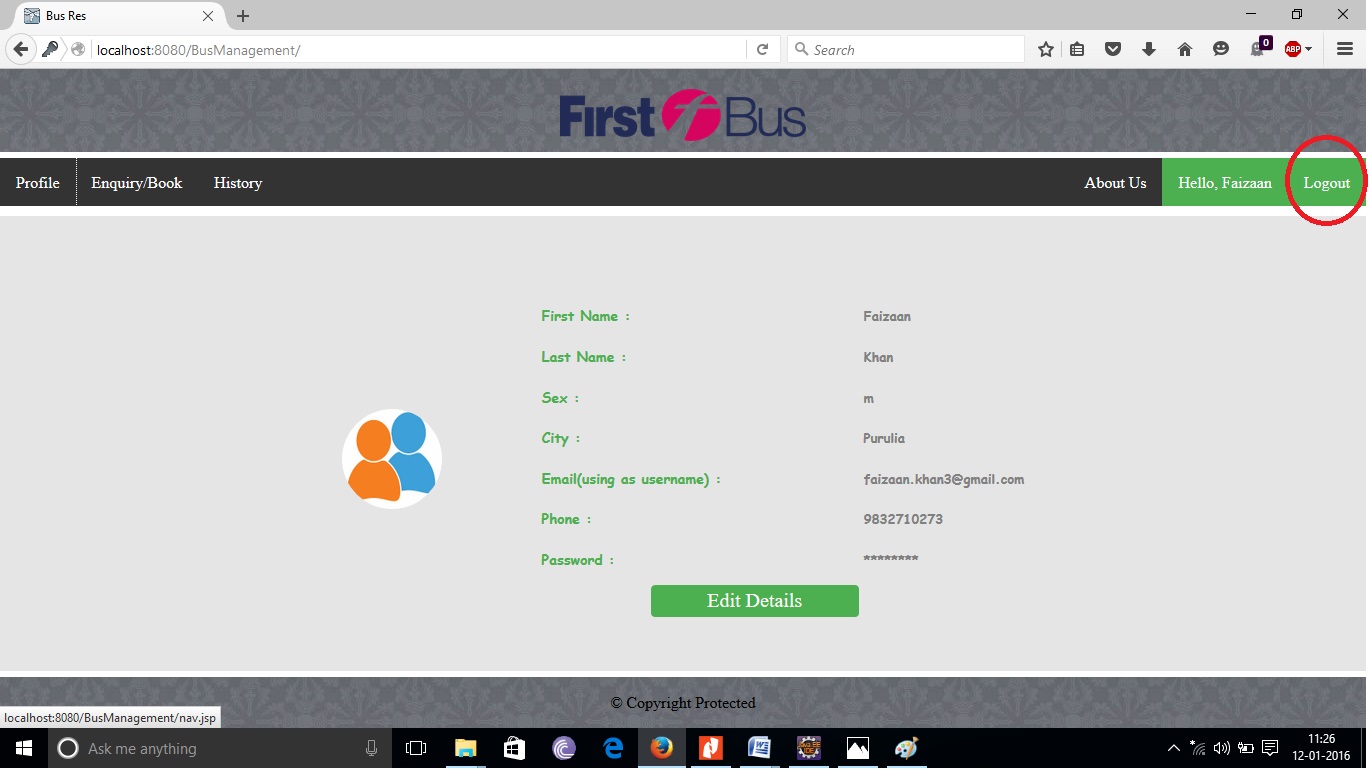 Bus Res
localhost:8080/BusManagement/
Search
0
ABP
First Bus
Profile Enquiry/Book History About Us Hello, Faizaan Logout
First Name : Faizaan
Last Name : Khan
Sex : m
City : Purulia
Email(using as username) : faizaan.khan3@gmail.com
Phone : 9832710273
Password : ********
Edit Details
© Copyright Protected
localhost:8080/BusManagement/nav.jsp
Ask me anything
11:26
12-01-2016